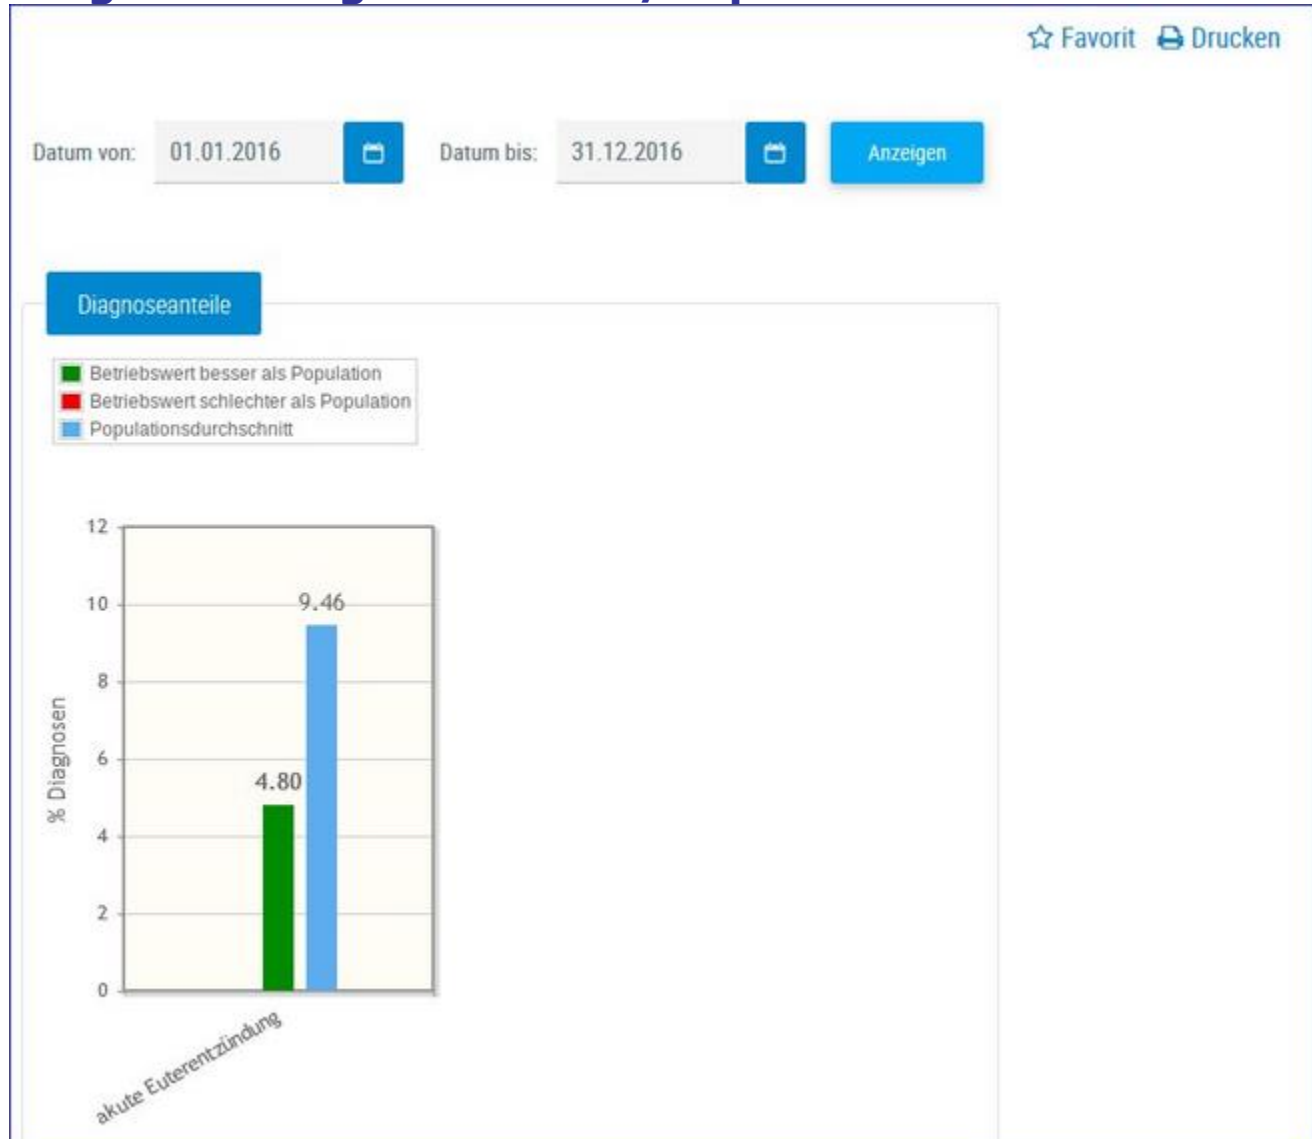 Favorit Drucken
Datum von: 01.01.2016 Datum bis: 31.12.2016 Anzeigen
Diagnoseanteile
Betriebswert besser als Population
Betriebswert schlechter als Population
Populationsdurchschnitt
12
10
8
6
4
2
0
% Diagnosen
9.46
4.80
akute Euterentzündung